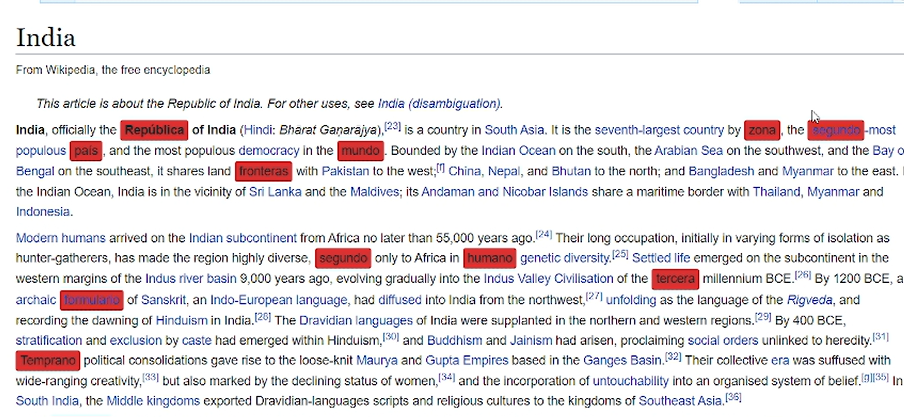 India
From Wikipedia, the free encyclopedia
This article is about the Republic of India. For other uses, see India (disambiguation).
India, officially the República of India (Hindi: Bharat Gaṇarajya),[23] is a country in South Asia. It is the seventh-largest country by zona, the segundo-most
populous país, and the most populous democracy in the mundo. Bounded by the Indian Ocean on the south, the Arabian Sea on the southwest, and the Bay
Bengal on the southeast, it shares land fronteras with Pakistan to the west;[f] China, Nepal, and Bhutan to the north; and Bangladesh and Myanmar to the east.
the Indian Ocean, India is in the vicinity of Sri Lanka and the Maldives; its Andaman and Nicobar Islands share a maritime border with Thailand, Myanmar and
Indonesia.
Modern humans arrived on the Indian subcontinent from Africa no later than 55,000 years ago.[24] Their long occupation, initially in varying forms of isolation as
hunter-gatherers, has made the region highly diverse, segundo only to Africa in humano genetic diversity.[25] Settled life emerged on the subcontinent in the
western margins of the Indus river basin 9,000 years ago, evolving gradually into the Indus Valley Civilisation of the tercera millennium BCE.[26] By 1200 BCE, a
archaic formulario of Sanskrit, an Indo-European language, had diffused into India from the northwest,[27] unfolding as the language of the Rigveda, and
recording the dawning of Hinduism in India.[28] The Dravidian languages of India were supplanted in the northern and western regions.[29] By 400 BCE,
stratification and exclusion by caste had emerged within Hinduism,[30] and Buddhism and Jainism had arisen, proclaiming social orders unlinked to heredity.[31]
Temprano political consolidations gave rise to the loose-knit Maurya and Gupta Empires based in the Ganges Basin.[32] Their collective era was suffused with
wide-ranging creativity,[33] but also marked by the declining status of women,[34] and the incorporation of untouchability into an organised system of belief.[g][35] In
South India, the Middle kingdoms exported Dravidian-languages scripts and religious cultures to the kingdoms of Southeast Asia.[36]